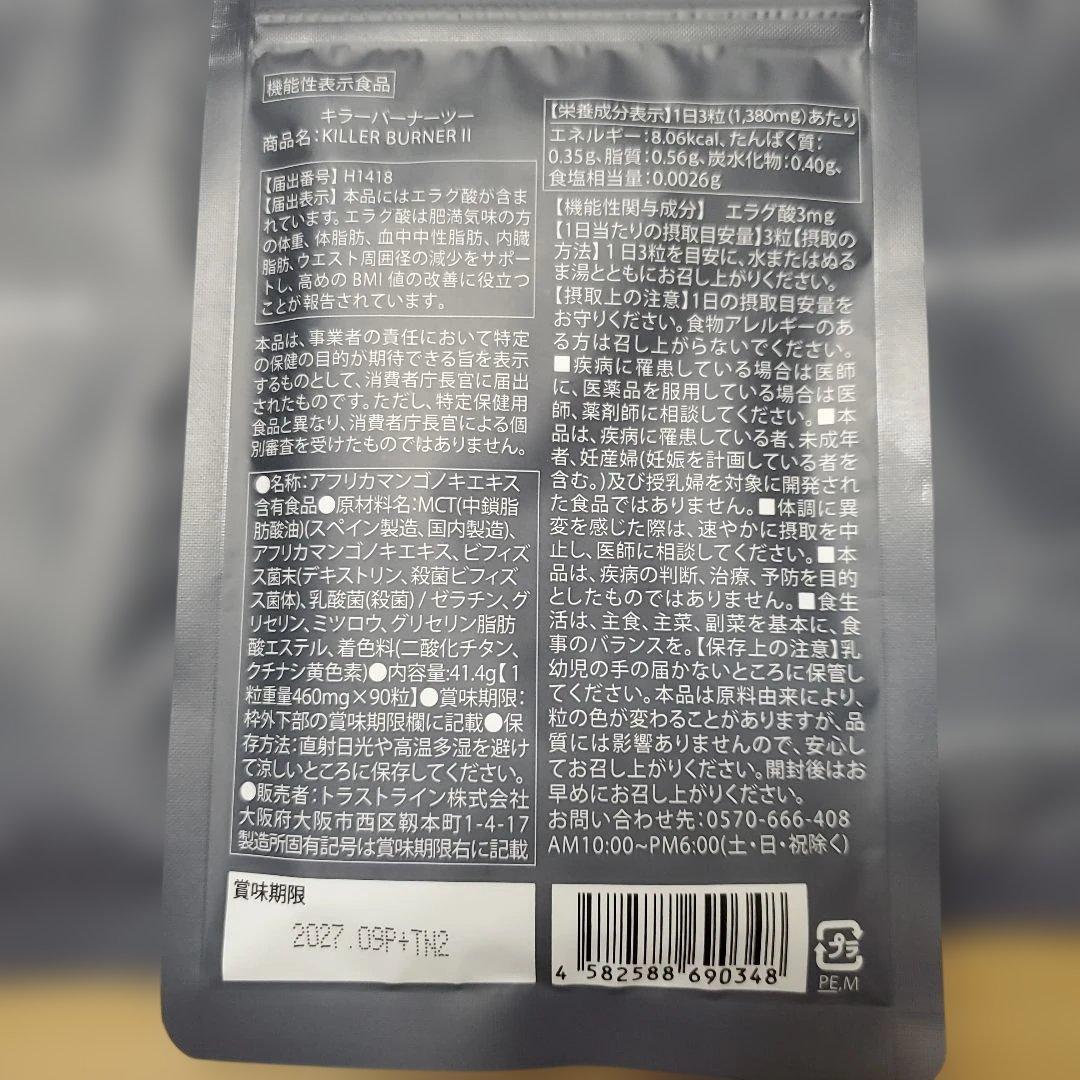 機能性表示食品
キラーバーナーツー
商品名：KILLER BURNER II
【届出番号】H1418
【届出表示】本品にはエラグ酸が含ま
れています。エラグ酸は肥満気味の方
の体重、体脂肪、血中中性脂肪、内臓
脂肪、ウエスト周囲径の減少をサポー
トし、高めのBMI値の改善に役立つ
ことが報告されています。
本品は、事業者の責任において特定
の保健の目的が期待できる旨を表示
するものとして、消費者庁長官に届出
されたものです。ただし、特定保健用
食品と異なり、消費者庁長官による個
別審査を受けたものではありません。
●名称：アフリカマンゴノキエキス
含有食品●原材料名：MCT(中鎖脂
肪酸油)(スペイン製造、国内製造)、
アフリカマンゴノキエキス、ビフィズ
ス菌末(デキストリン、殺菌ビフィズ
ス菌体)、乳酸菌(殺菌) / ゼラチン、グ
リセリン、ミツロウ、グリセリン脂肪
酸エステル、着色料(二酸化チタン、
クチナシ黄色素)●内容量：41.4g【1
粒重量460mg×90粒】●賞味期限：
枠外下部の賞味期限欄に記載●保
存方法：直射日光や高温多湿を避け
て涼しいところに保存してください。
●販売者：トラストライン株式会社
大阪府大阪市西区靱本町1-4-17
製造所固有記号は賞味期限右に記載
賞味期限
2027.09P+TN2
【栄養成分表示】1日3粒(1,380mg)あたり
エネルギー：8.06kcal、たんぱく質：
0.35g、脂質：0.56g、炭水化物：0.40g、
食塩相当量：0.0026g
【機能性関与成分】 エラグ酸3mg
【1日当たりの摂取目安量】3粒【摂取の
方法】1日3粒を目安に、水またはぬる
ま湯とともにお召し上がりください。
【摂取上の注意】1日の摂取目安量を
お守りください。食物アレルギーのあ
る方は召し上がらないでください。
■疾病に罹患している場合は医師
に、医薬品を服用している場合は医
師、薬剤師に相談してください。■本
品は、疾病に罹患している者、未成年
者、妊産婦(妊娠を計画している者を
含む。)及び授乳婦を対象に開発され
た食品ではありません。■体調に異
変を感じた際は、速やかに摂取を中
止し、医師に相談してください。■本
品は、疾病の判断、治療、予防を目的
としたものではありません。■食生
活は、主食、主菜、副菜を基本に、食
事のバランスを。【保存上の注意】乳
幼児の手の届かないところに保管し
てください。本品は原料由来により、
粒の色が変わることがありますが、品
質には影響ありませんので、安心し
てお召し上がりください。開封後はお
早めにお召し上がりください。
お問い合わせ先：0570-666-408
AM10:00~PM6:00(土・日・祝除く)
4 582588 690348
プラ
PE,M